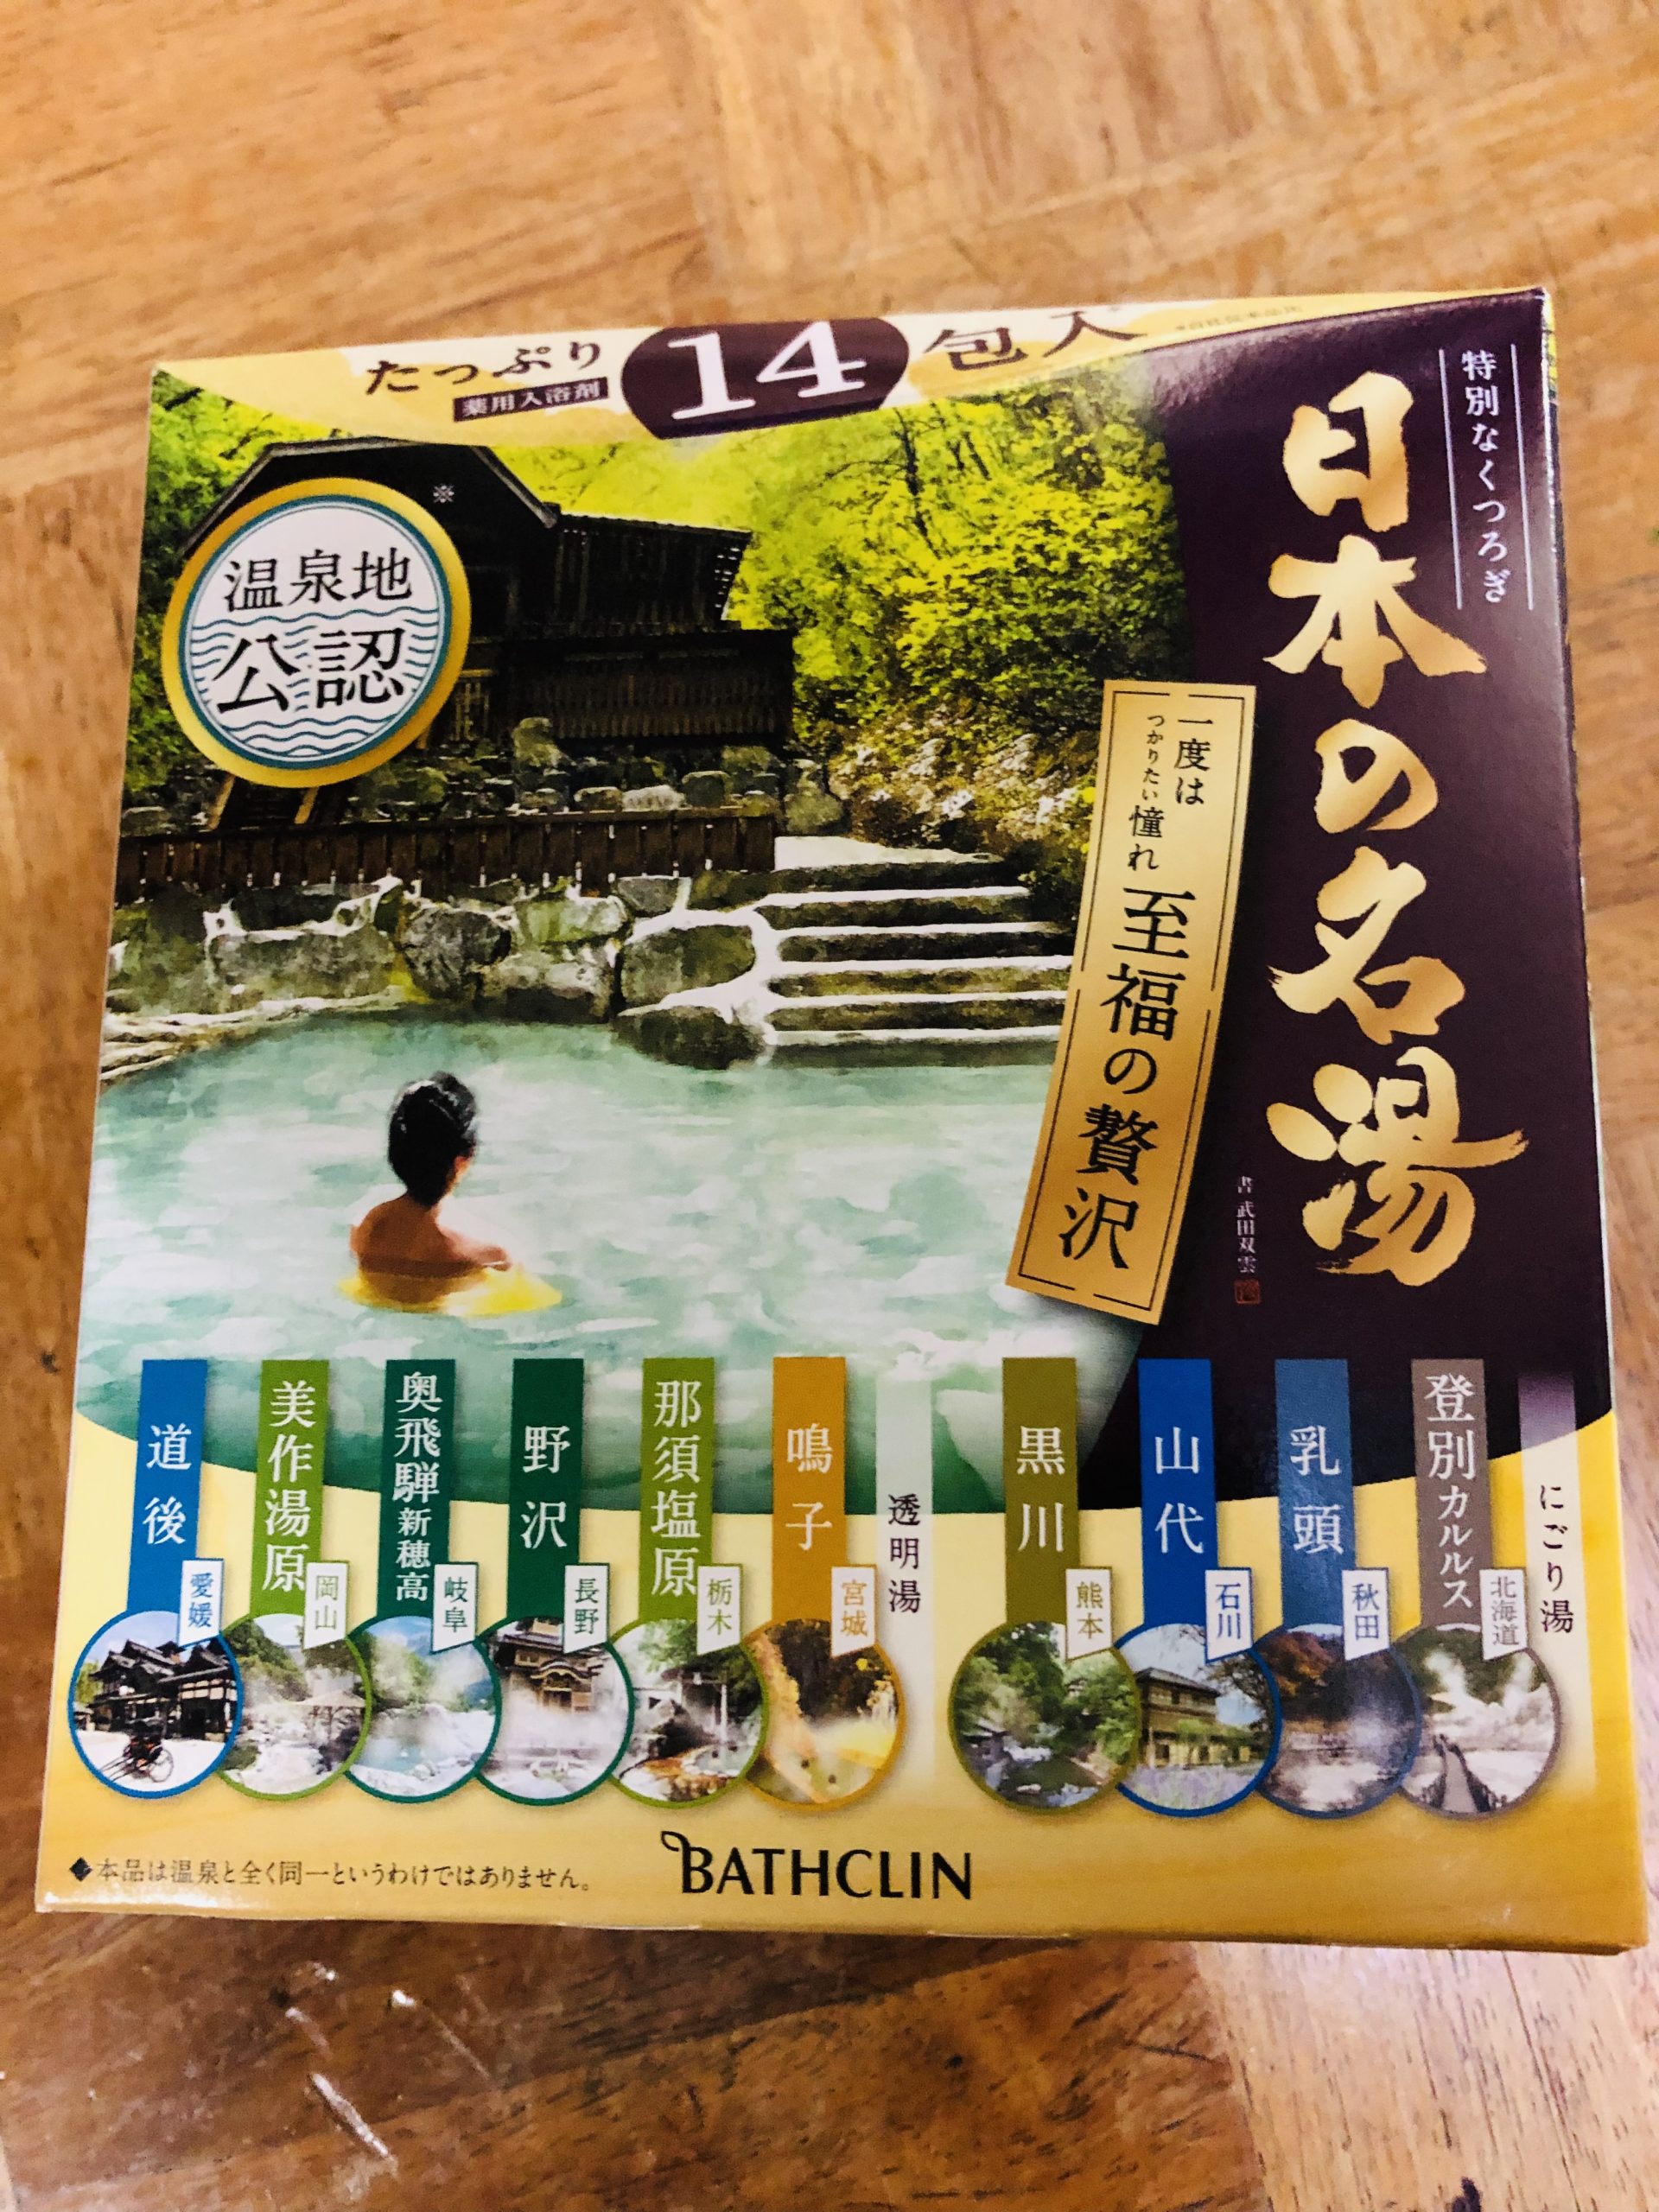 たっぷり
薬用入浴剤
14
包入
特別なくつろぎ
日本の名湯
書 武田双雲
一度は
つかりたい
憧れ
至福の贅沢
※
温泉地
公認
にごり湯
登別カルルス
北海道
乳頭
秋田
山代
石川
黒川
熊本
透明湯
鳴子
宮城
那須塩原
栃木
野沢
長野
奥飛騨新穂高
岐阜
美作湯原
岡山
道後
愛媛
◆本品は温泉と全く同一というわけではありません。
BATHCLIN